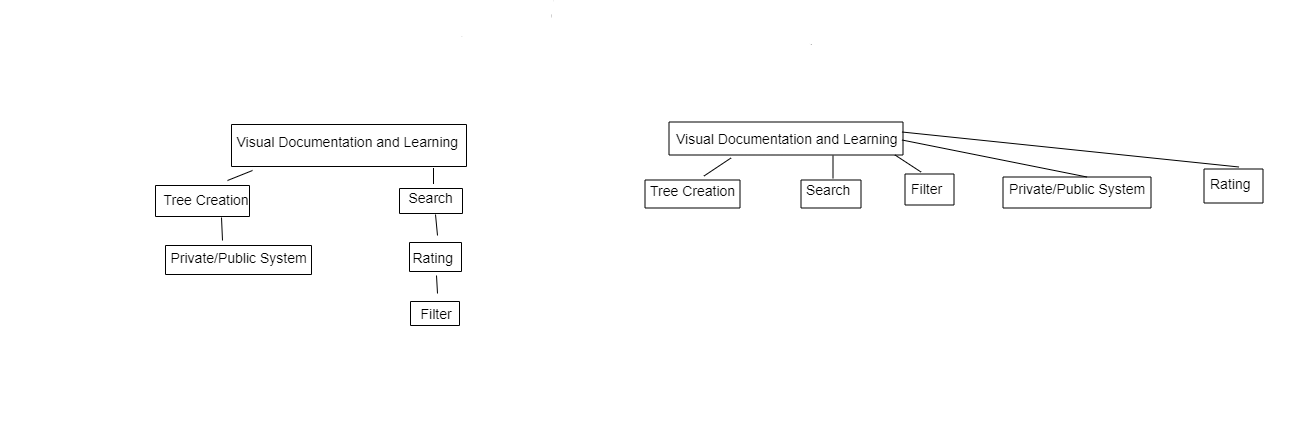 Visual Documentation and Learning
Tree Creation
Search
Private/Public System
Rating
Filter
Visual Documentation and Learning
Tree Creation
Search
Filter
Private/Public System
Rating